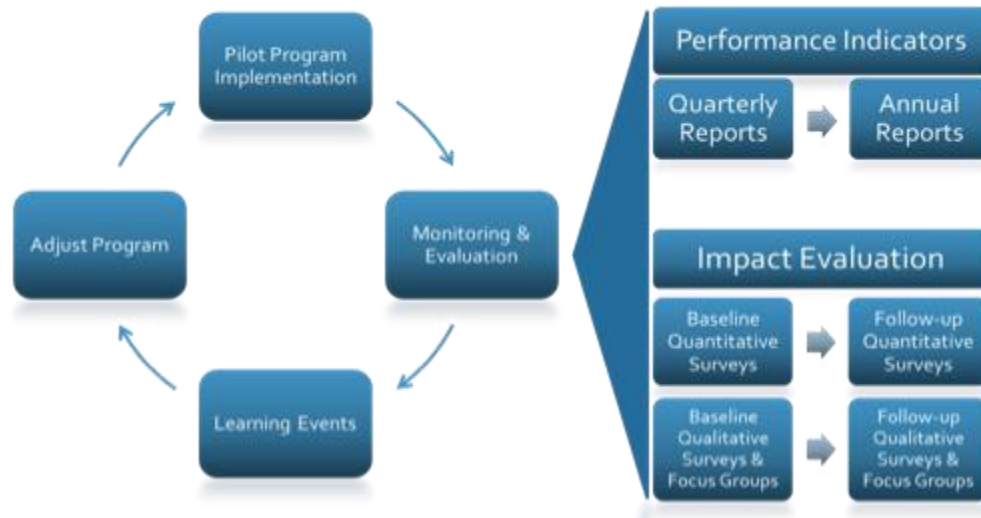 Pilot Program
Implementation
Monitoring &
Evaluation
Learning Events
Adjust Program
Performance Indicators
Quarterly
Reports
Annual
Reports
Impact Evaluation
Baseline
Quantitative
Surveys
Follow-up
Quantitative
Surveys
Baseline
Qualitative
Surveys &
Focus Groups
Follow-up
Qualitative
Surveys &
Focus Groups